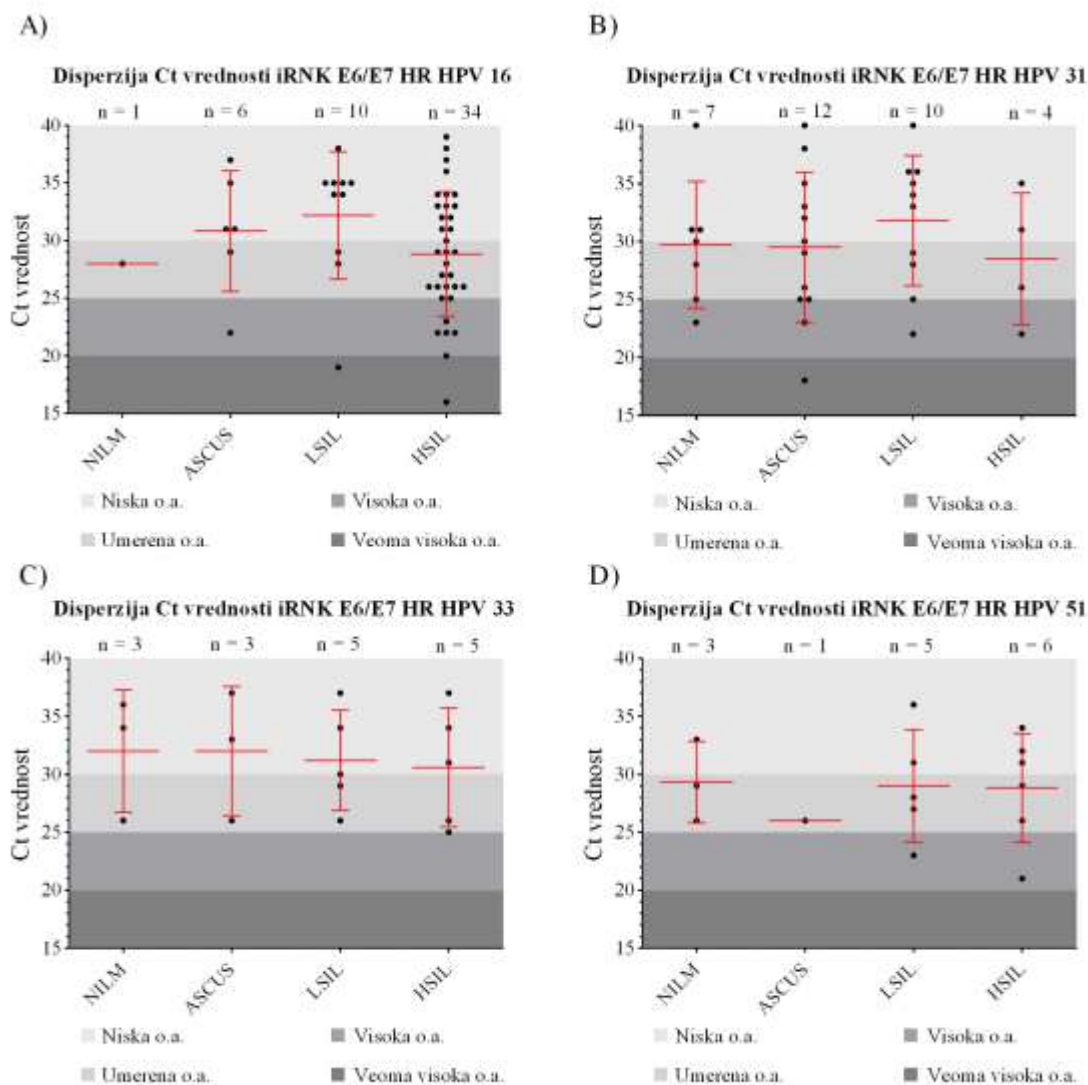 A)
Disperzija Ct vrednosti iRNK E6/E7 HR HPV 16
n = 1 n = 6 n = 10 n = 34
40
35
30
25
20
15
Ct vrednost
NILM ASCUS LSIL HSIL
Niska o.a. Visoka o.a.
Umerena o.a. Veoma visoka o.a.
B)
Disperzija Ct vrednosti iRNK E6/E7 HR HPV 31
n = 7 n = 12 n = 10 n = 4
40
35
30
25
20
15
Ct vrednost
NILM ASCUS LSIL HSIL
Niska o.a. Visoka o.a.
Umerena o.a. Veoma visoka o.a.
C)
Disperzija Ct vrednosti iRNK E6/E7 HR HPV 33
n = 3 n = 3 n = 5 n = 5
40
35
30
25
20
15
Ct vrednost
NILM ASCUS LSIL HSIL
Niska o.a. Visoka o.a.
Umerena o.a. Veoma visoka o.a.
D)
Disperzija Ct vrednosti iRNK E6/E7 HR HPV 51
n = 3 n = 1 n = 5 n = 6
40
35
30
25
20
15
Ct vrednost
NILM ASCUS LSIL HSIL
Niska o.a. Visoka o.a.
Umerena o.a. Veoma visoka o.a.